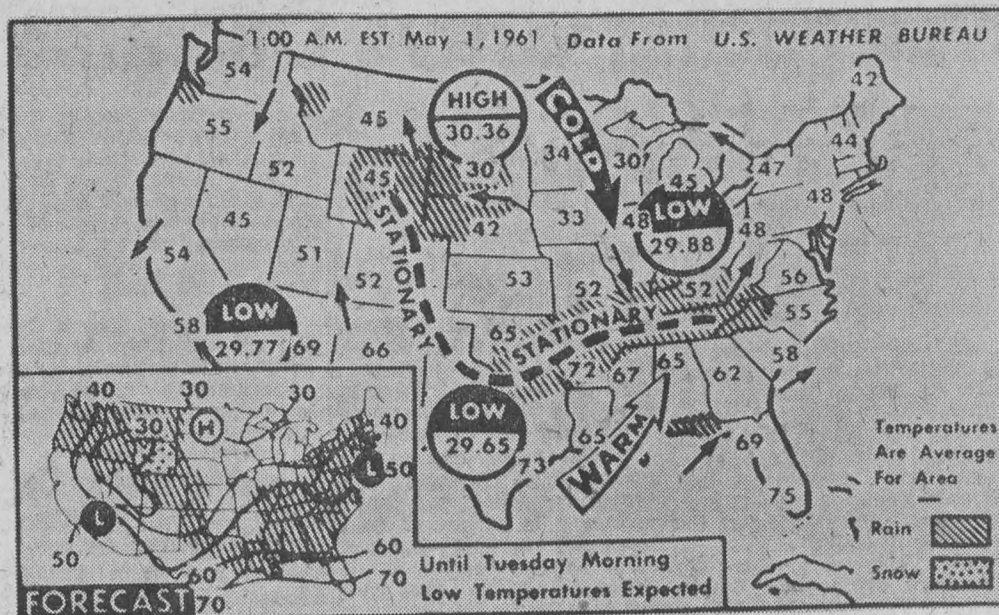 1:00 A.M. EST May 1, 1961 Data From U.S. WEATHER BUREAU
54
42
HIGH
30.36
COLD
55
45
34
30
44
52
45
30
45
47
33
48
LOW
29.88
48
48
45
42
STATIONARY
54
51
52
53
52
52
56
55
LOW
29.77
58
69
66
65
STATIONARY
72
67
65
62
58
LOW
29.65
65
WARM
69
73
75
Temperatures
Are Average
For Area
Rain
Snow
40
30
30
40
30
H
L
50
L
50
60
60
70
70
FORECAST
Until Tuesday Morning
Low Temperatures Expected